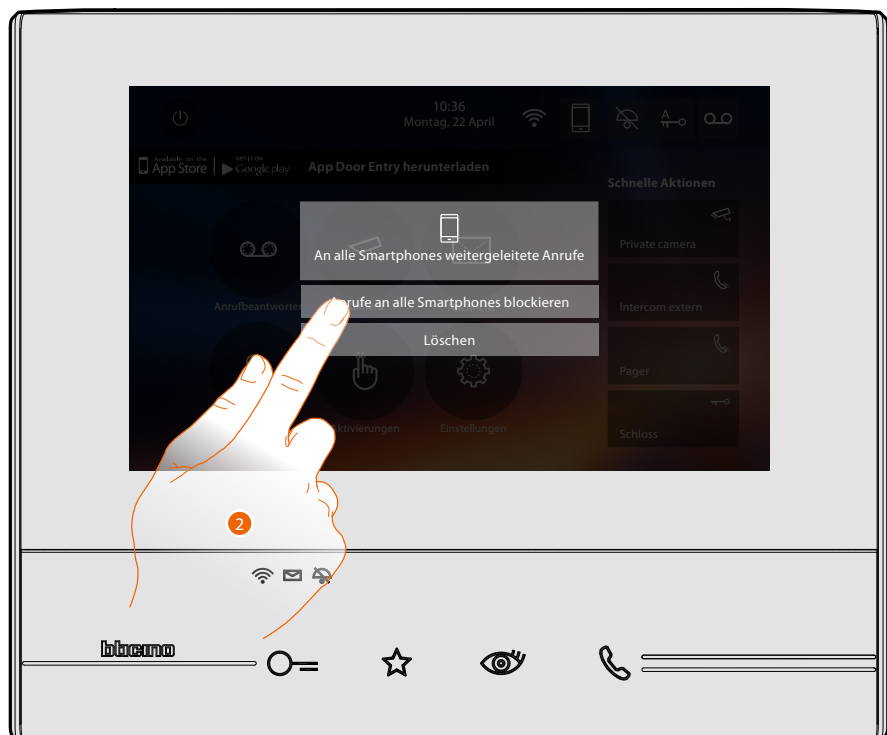 10:36
Montag, 22 April
A
Available on the
App Store
GET IT ON
Google play
App Door Entry herunterladen
Schnelle Aktionen
An alle Smartphones weitergeleitete Anrufe
Private camera
Anrufe an alle Smartphones blockieren
Anrufbeantworter
Intercom extern
Löschen
Pager
Aktivierungen
Einstellungen
Schloss
2
bticino